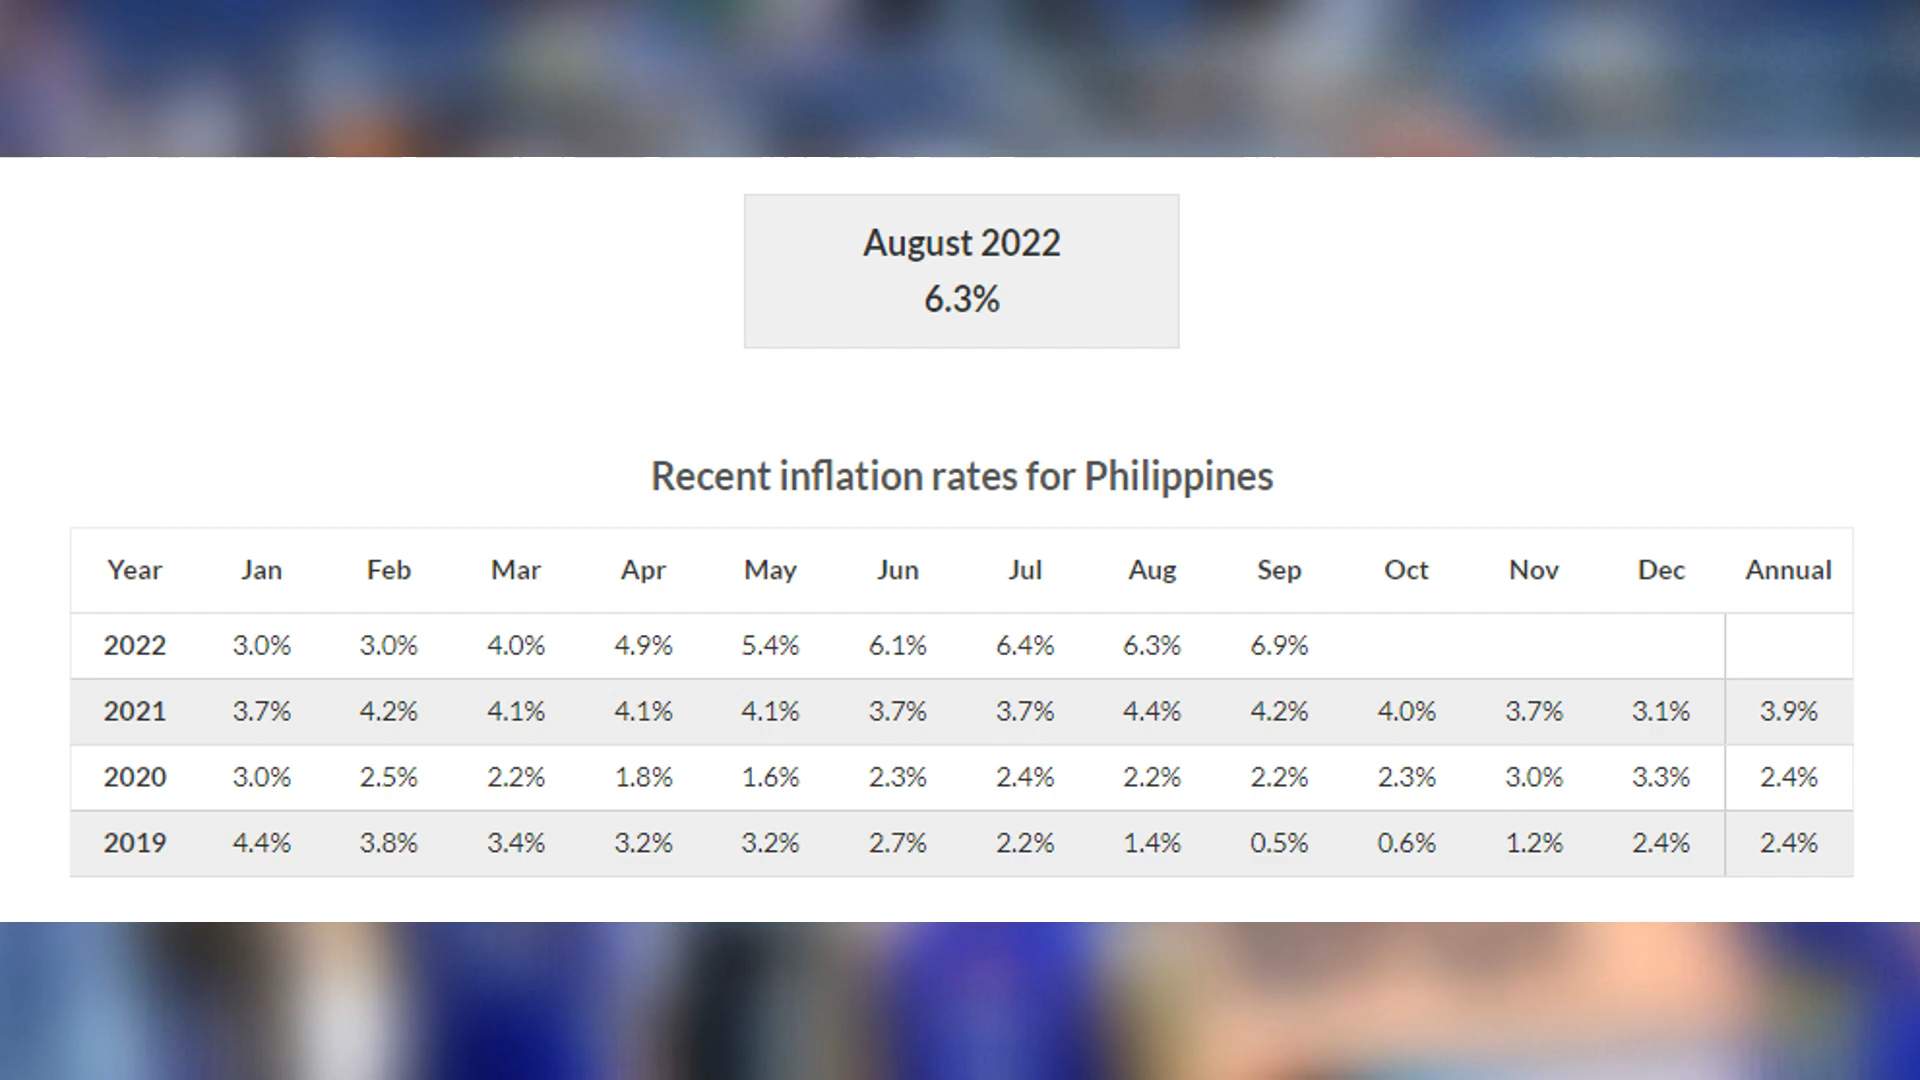 August 2022
6.3%
Recent inflation rates for Philippines
Year Jan Feb Mar Apr May Jun Jul Aug Sep Oct Nov Dec Annual
2022 3.0% 3.0% 4.0% 4.9% 5.4% 6.1% 6.4% 6.3% 6.9%
2021 3.7% 4.2% 4.1% 4.1% 4.1% 3.7% 3.7% 4.4% 4.2% 4.0% 3.7% 3.1% 3.9%
2020 3.0% 2.5% 2.2% 1.8% 1.6% 2.3% 2.4% 2.2% 2.2% 2.3% 3.0% 3.3% 2.4%
2019 4.4% 3.8% 3.4% 3.2% 3.2% 2.7% 2.2% 1.4% 0.5% 0.6% 1.2% 2.4% 2.4%